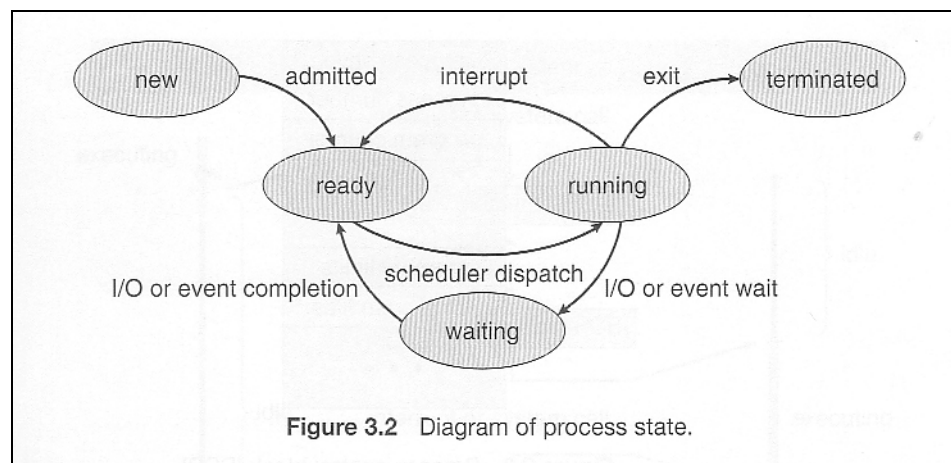 new
admitted
interrupt
exit
terminated
ready
running
scheduler dispatch
I/O or event completion
I/O or event wait
waiting
Figure 3.2 Diagram of process state.